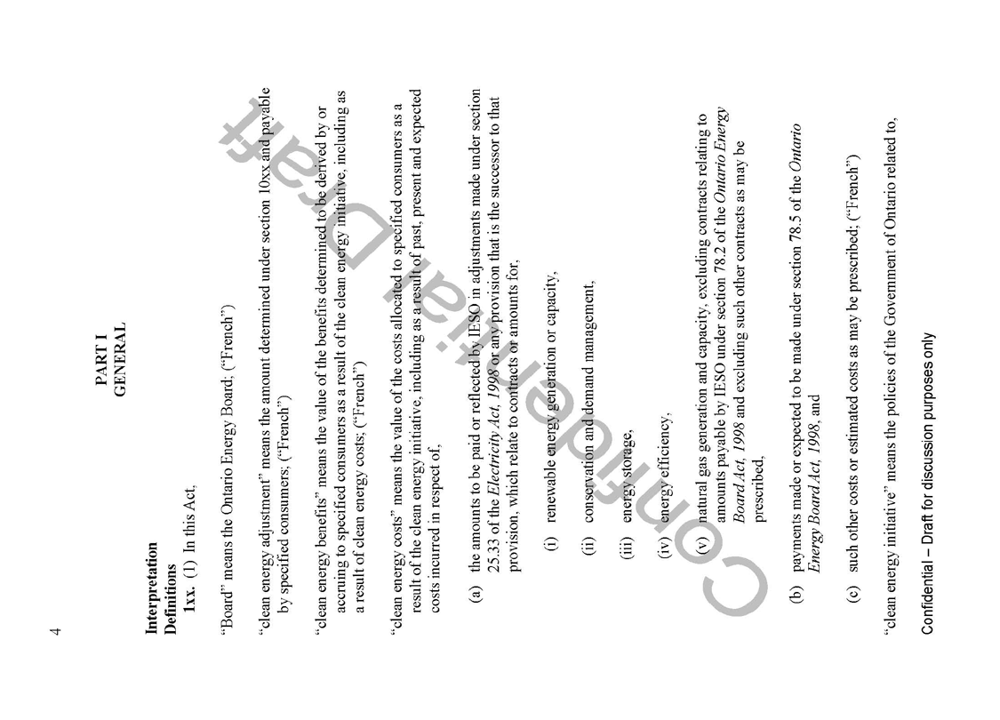 4
PART I
GENERAL
Interpretation
Definitions
1xx. (1) In this Act,
“Board” means the Ontario Energy Board; (“French”)
“clean energy adjustment” means the amount determined under section 10xx and payable
by specified consumers; (“French”)
“clean energy benefits” means the value of the benefits determined to be derived by or
accruing to specified consumers as a result of the clean energy initiative, including as
a result of clean energy costs; (“French”)
“clean energy costs” means the value of the costs allocated to specified consumers as a
result of the clean energy initiative, including as a result of past, present and expected
costs incurred in respect of,
(a) the amounts to be paid or reflected by IESO in adjustments made under section
25.33 of the Electricity Act, 1998 or any provision that is the successor to that
provision, which relate to contracts or amounts for,
(i) renewable energy generation or capacity,
(ii) conservation and demand management,
(iii) energy storage,
(iv) energy efficiency,
(v) natural gas generation and capacity, excluding contracts relating to
amounts payable by IESO under section 78.2 of the Ontario Energy
Board Act, 1998 and excluding such other contracts as may be
prescribed,
(b) payments made or expected to be made under section 78.5 of the Ontario
Energy Board Act, 1998, and
(c) such other costs or estimated costs as may be prescribed; (“French”)
“clean energy initiative” means the policies of the Government of Ontario related to,
Confidential – Draft for discussion purposes only
Confidential Draft